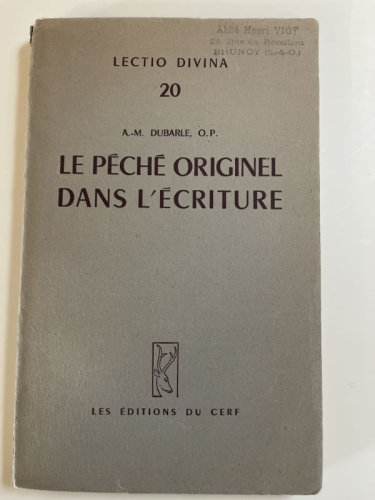 Abbé Henri VIOT
BRUNOY (S.-&-O.)
LECTIO DIVINA
20
A.-M. DUBARLE, O.P.
LE PÉCHÉ ORIGINEL
DANS L'ÉCRITURE
LES ÉDITIONS DU CERF